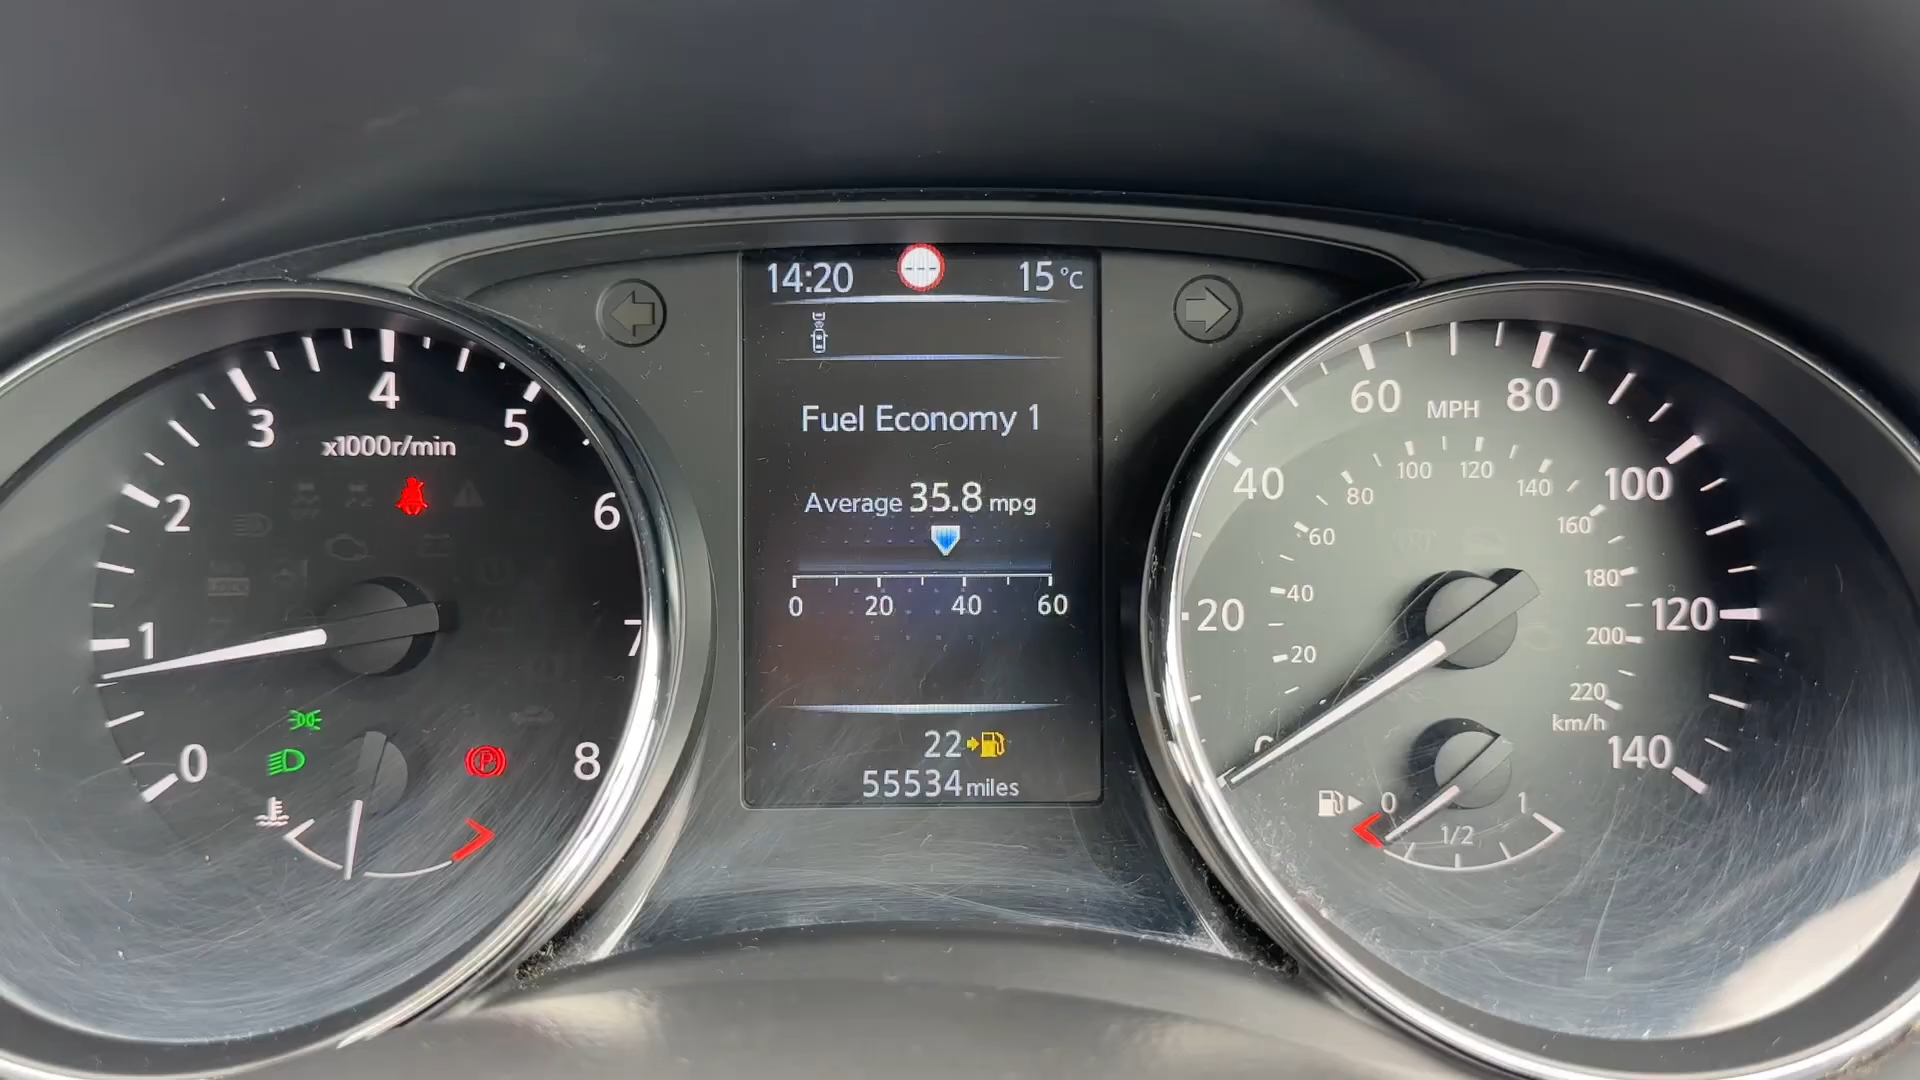 14:20 15°C
Fuel Economy 1
Average 35.8 mpg
0 20 40 60
22
55534 miles
0 1 2 3 4 5 6 7 8
x1000r/min
P
0 20 40 60 80 100 120 140
MPH
20 40 60 80 100 120 140 160 180 200 220
km/h
0 1/2 1